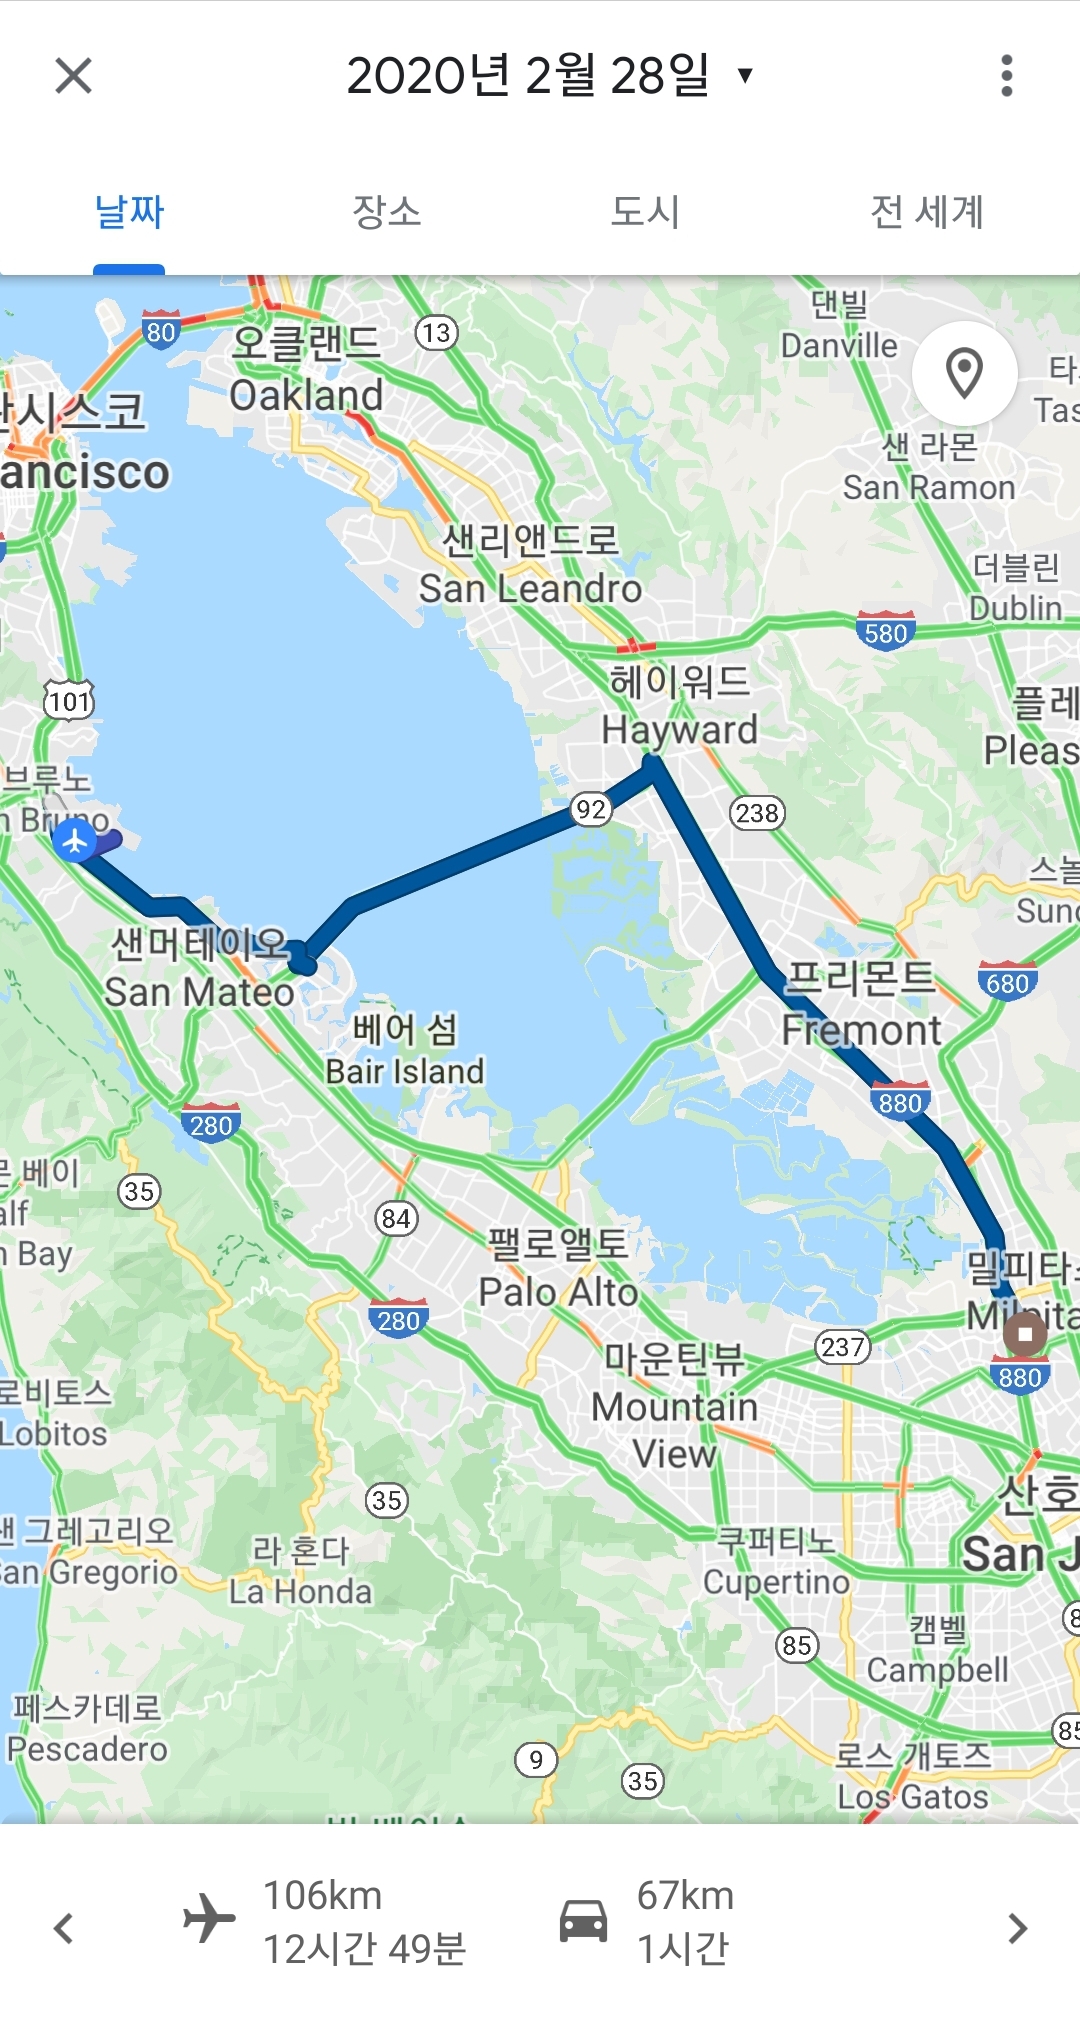 2020년 2월 28일
날짜
장소
도시
전 세계
댄빌
Danville
80
오클랜드
Oakland
13
타
Tas
란시스코
ancisco
샌 라몬
San Ramon
샌리앤드로
San Leandro
더블린
Dublin
580
헤이워드
Hayward
101
플레
Pleas
브루노
n Bruno
92
238
스놀
Suno
샌머테이오
San Mateo
프리몬트
Fremont
680
베어 섬
Bair Island
880
280
베이
alf
n Bay
35
84
팰로앨토
Palo Alto
밀피타스
Milpita
280
237
마운틴뷰
Mountain
View
880
로비토스
Lobitos
35
산호
San J
샌 그레고리오
San Gregorio
라 혼다
La Honda
쿠퍼티노
Cupertino
캠벨
Campbell
8
85
페스카데로
Pescadero
9
35
로스 개토즈
Los Gatos
85
106km
12시간 49분
67km
1시간